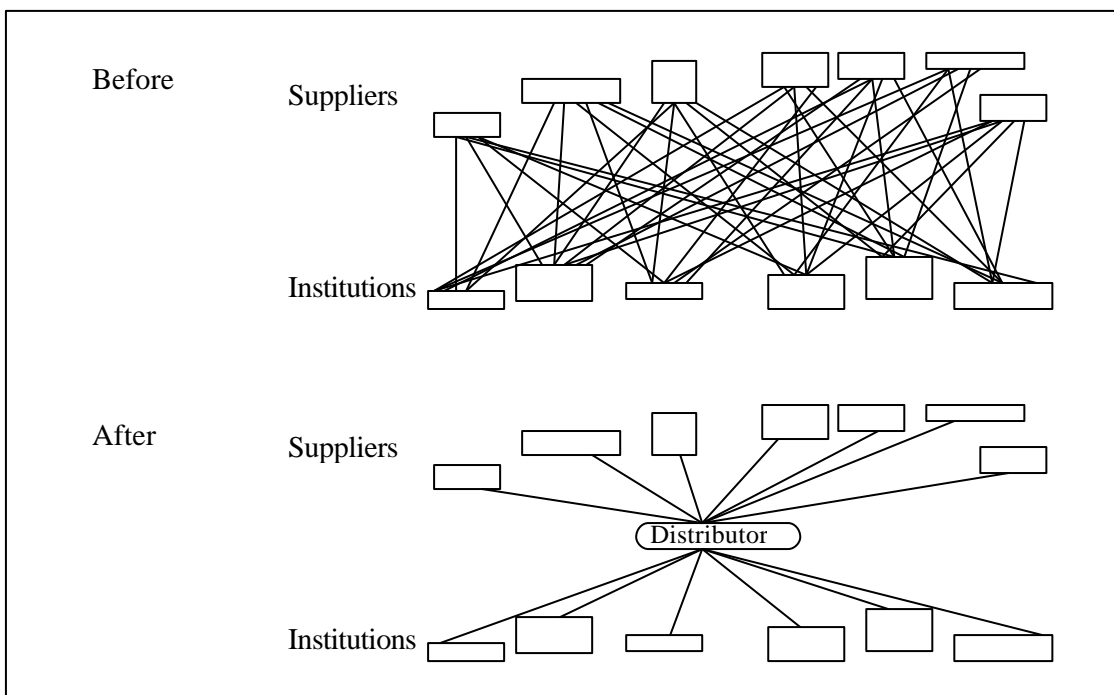 Before
Suppliers
Institutions
After
Suppliers
Distributor
Institutions